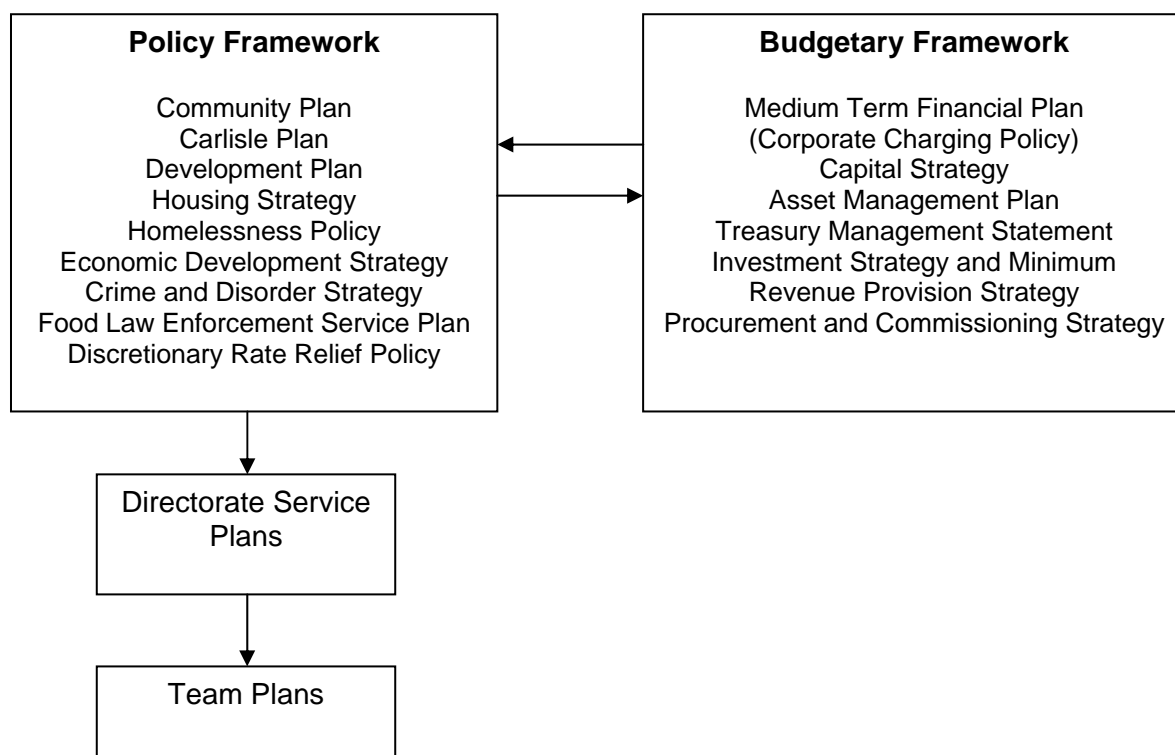 Policy Framework
Community Plan
Carlisle Plan
Development Plan
Housing Strategy
Homelessness Policy
Economic Development Strategy
Crime and Disorder Strategy
Food Law Enforcement Service Plan
Discretionary Rate Relief Policy
Budgetary Framework
Medium Term Financial Plan
(Corporate Charging Policy)
Capital Strategy
Asset Management Plan
Treasury Management Statement
Investment Strategy and Minimum
Revenue Provision Strategy
Procurement and Commissioning Strategy
Directorate Service
Plans
Team Plans